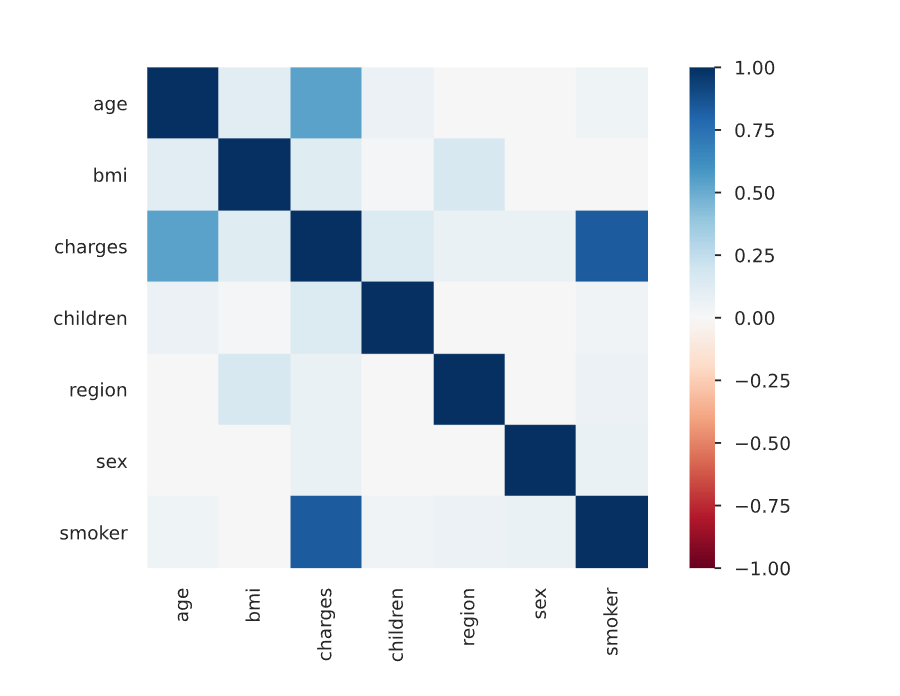 age
bmi
charges
children
region
sex
smoker
age
bmi
charges
children
region
sex
smoker
1.00
0.75
0.50
0.25
0.00
−0.25
−0.50
−0.75
−1.00